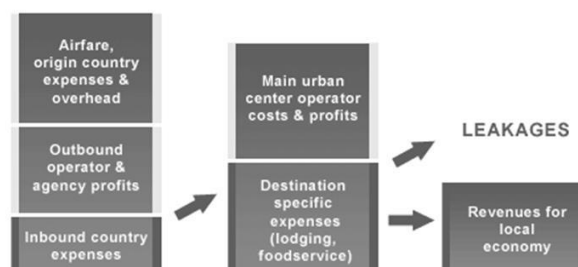 Airfare,
origin country
expenses &
overhead
Outbound
operator &
agency profits
Inbound country
expenses
Main urban
center operator
costs & profits
Destination
specific
expenses
(lodging,
foodservice)
LEAKAGES
Revenues for
local
economy